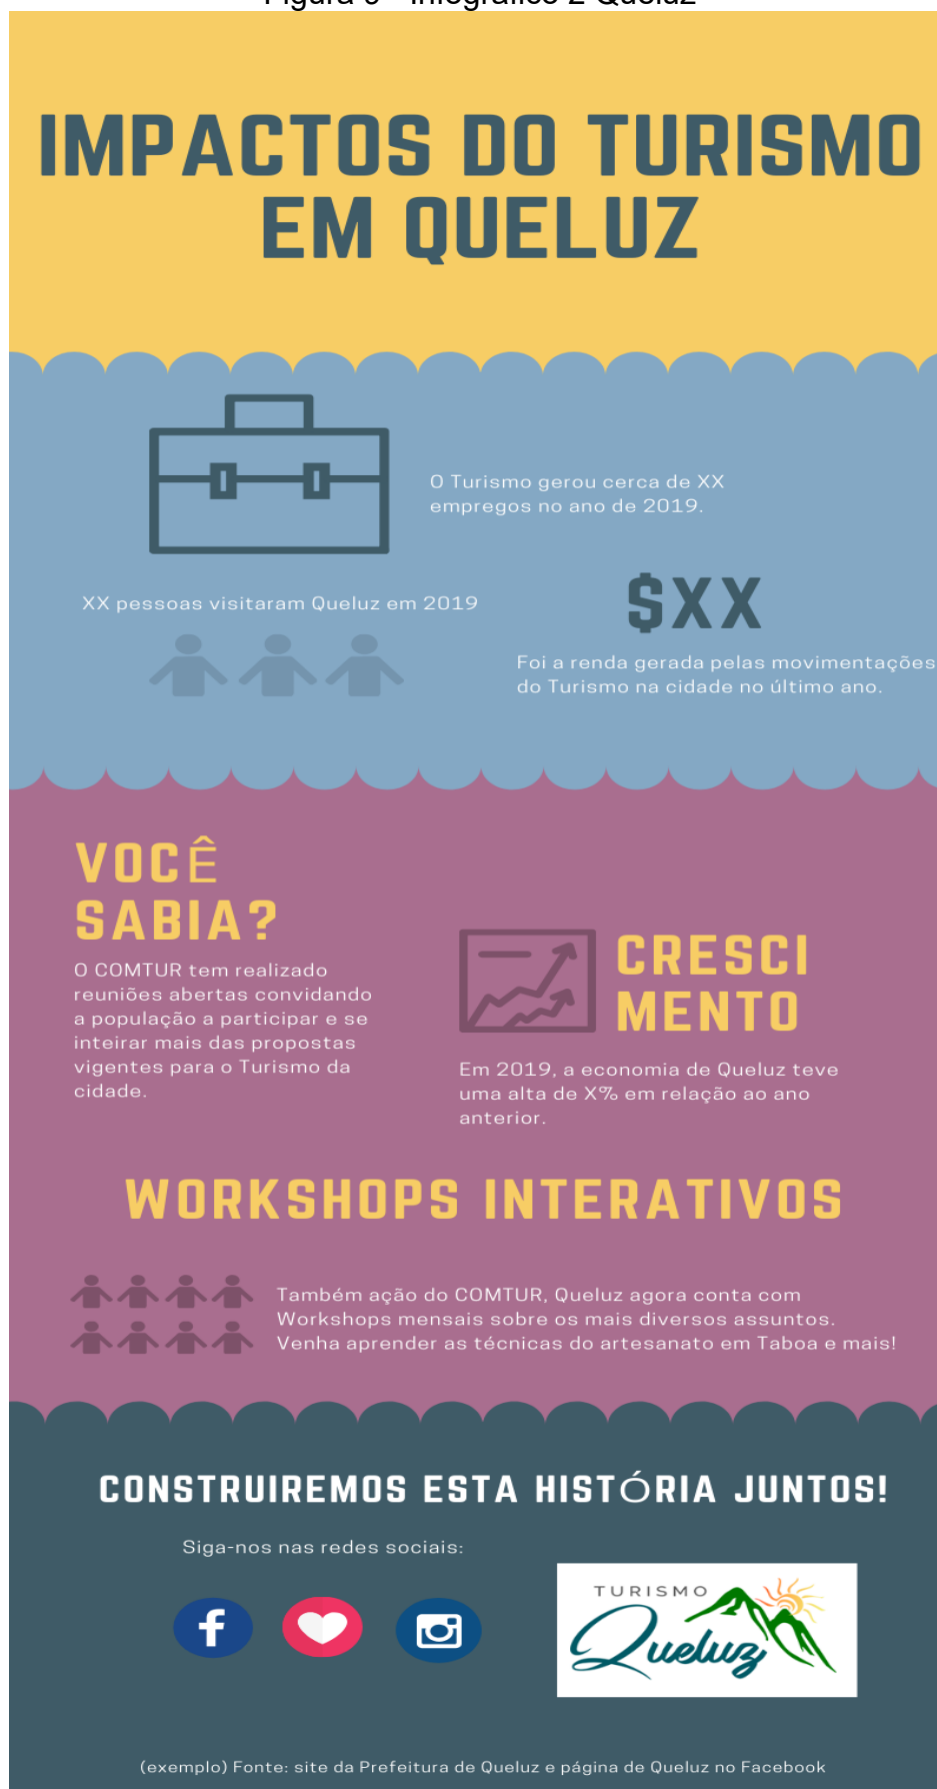 IMPACTOS DO TURISMO
EM QUELUZ
O Turismo gerou cerca de XX
empregos no ano de 2019.
XX pessoas visitaram Queluz em 2019
$XX
Foi a renda gerada pelas movimentações
do Turismo na cidade no último ano.
VOCÊ
SABIA?
O COMTUR tem realizado
reuniões abertas convidando
a população a participar e se
inteirar mais das propostas
vigentes para o Turismo da
cidade.
CRESCI
MENTO
Em 2019, a economia de Queluz teve
uma alta de X% em relação ao ano
anterior.
WORKSHOPS INTERATIVOS
Também ação do COMTUR, Queluz agora conta com
Workshops mensais sobre os mais diversos assuntos.
Venha aprender as técnicas do artesanato em Taboa e mais!
CONSTRUIREMOS ESTA HISTÓRIA JUNTOS!
Siga-nos nas redes sociais:
f
TURISMO
Queluz
(exemplo) Fonte: site da Prefeitura de Queluz e página de Queluz no Facebook